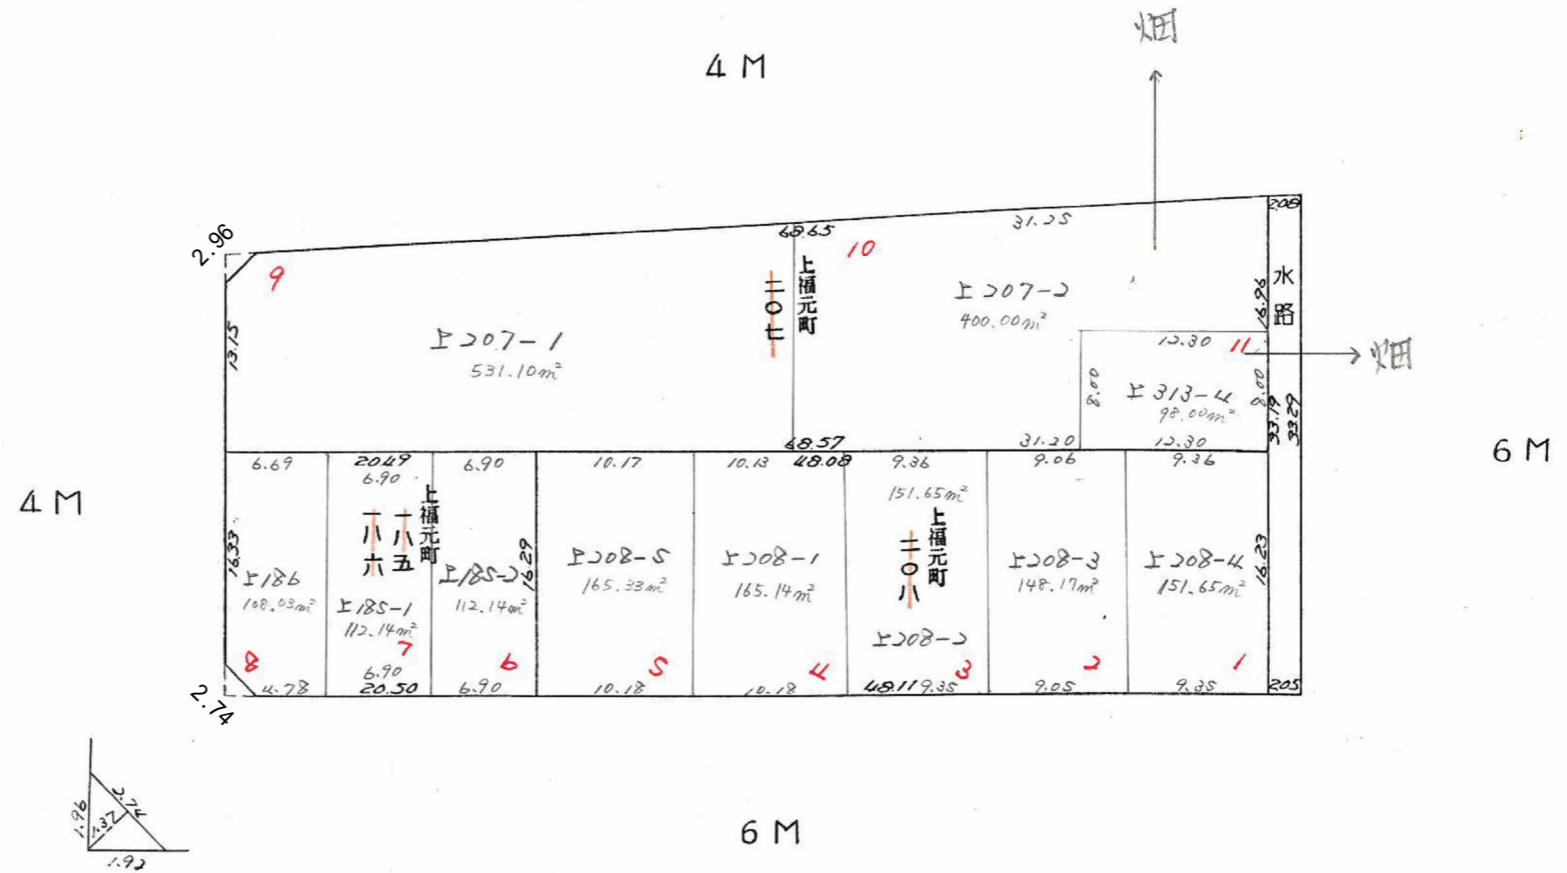 畑
4 M
2.96
9
68.65
10
31.25
2.08
水路
上福元町
二〇七
上207-2
400.00m²
16.96
上207-1
531.10m²
13.15
12.30
11
畑
8.00
上313-4
98.00m²
8.00
33.19
33.29
68.57
31.20
12.30
6 M
4 M
6.69
20.49
6.90
6.90
10.17
10.13
48.08
9.36
9.06
9.36
151.65m²
上福元町
一八五
一八六
上福元町
二〇八
16.33
上186
108.03m²
上185-1
112.14m²
上185-2
112.14m²
16.29
上208-5
165.33m²
上208-1
165.14m²
上208-2
上208-3
148.17m²
上208-4
151.65m²
16.23
8
7
6
5
4
3
2
1
2.74
4.78
6.90
20.50
6.90
10.18
10.18
48.11
9.35
9.05
9.35
2.05
1.96
2.74
1.37
1.93
6 M